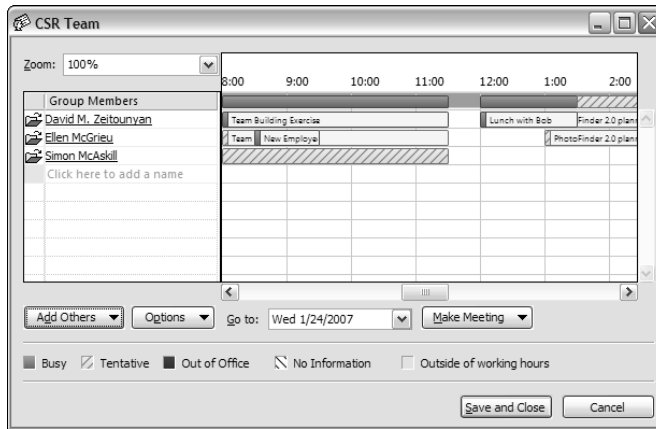 CSR Team
Zoom: 100%
8:00 9:00 10:00 11:00 12:00 1:00 2:00
Group Members
David M. Zeitounyan Team Building Exercise Lunch with Bob Finder 2.0 plann
Ellen McGrieu Team New Employe PhotoFinder 2.0 plann
Simon McAskill
Click here to add a name
Add Others Options Go to: Wed 1/24/2007 Make Meeting
Busy Tentative Out of Office No Information Outside of working hours
Save and Close Cancel